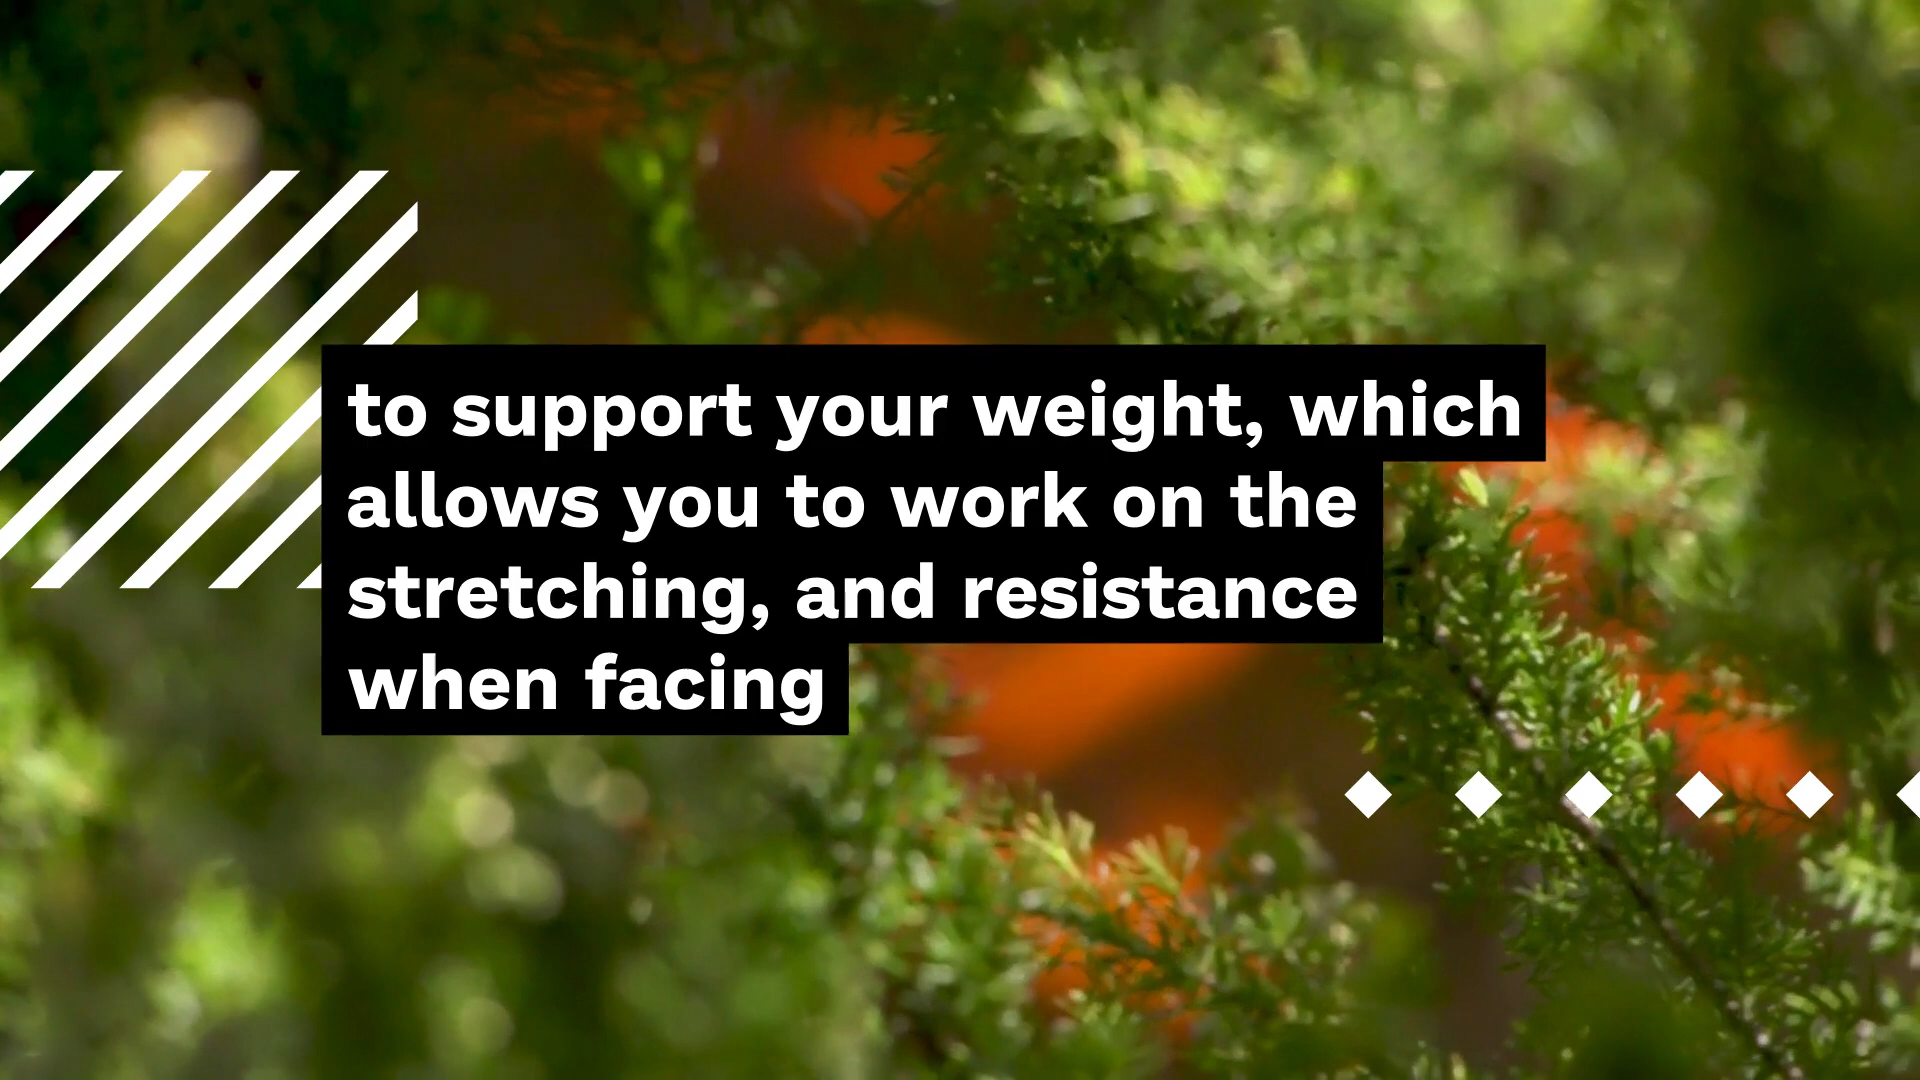 to support your weight, which
allows you to work on the
stretching, and resistance
when facing